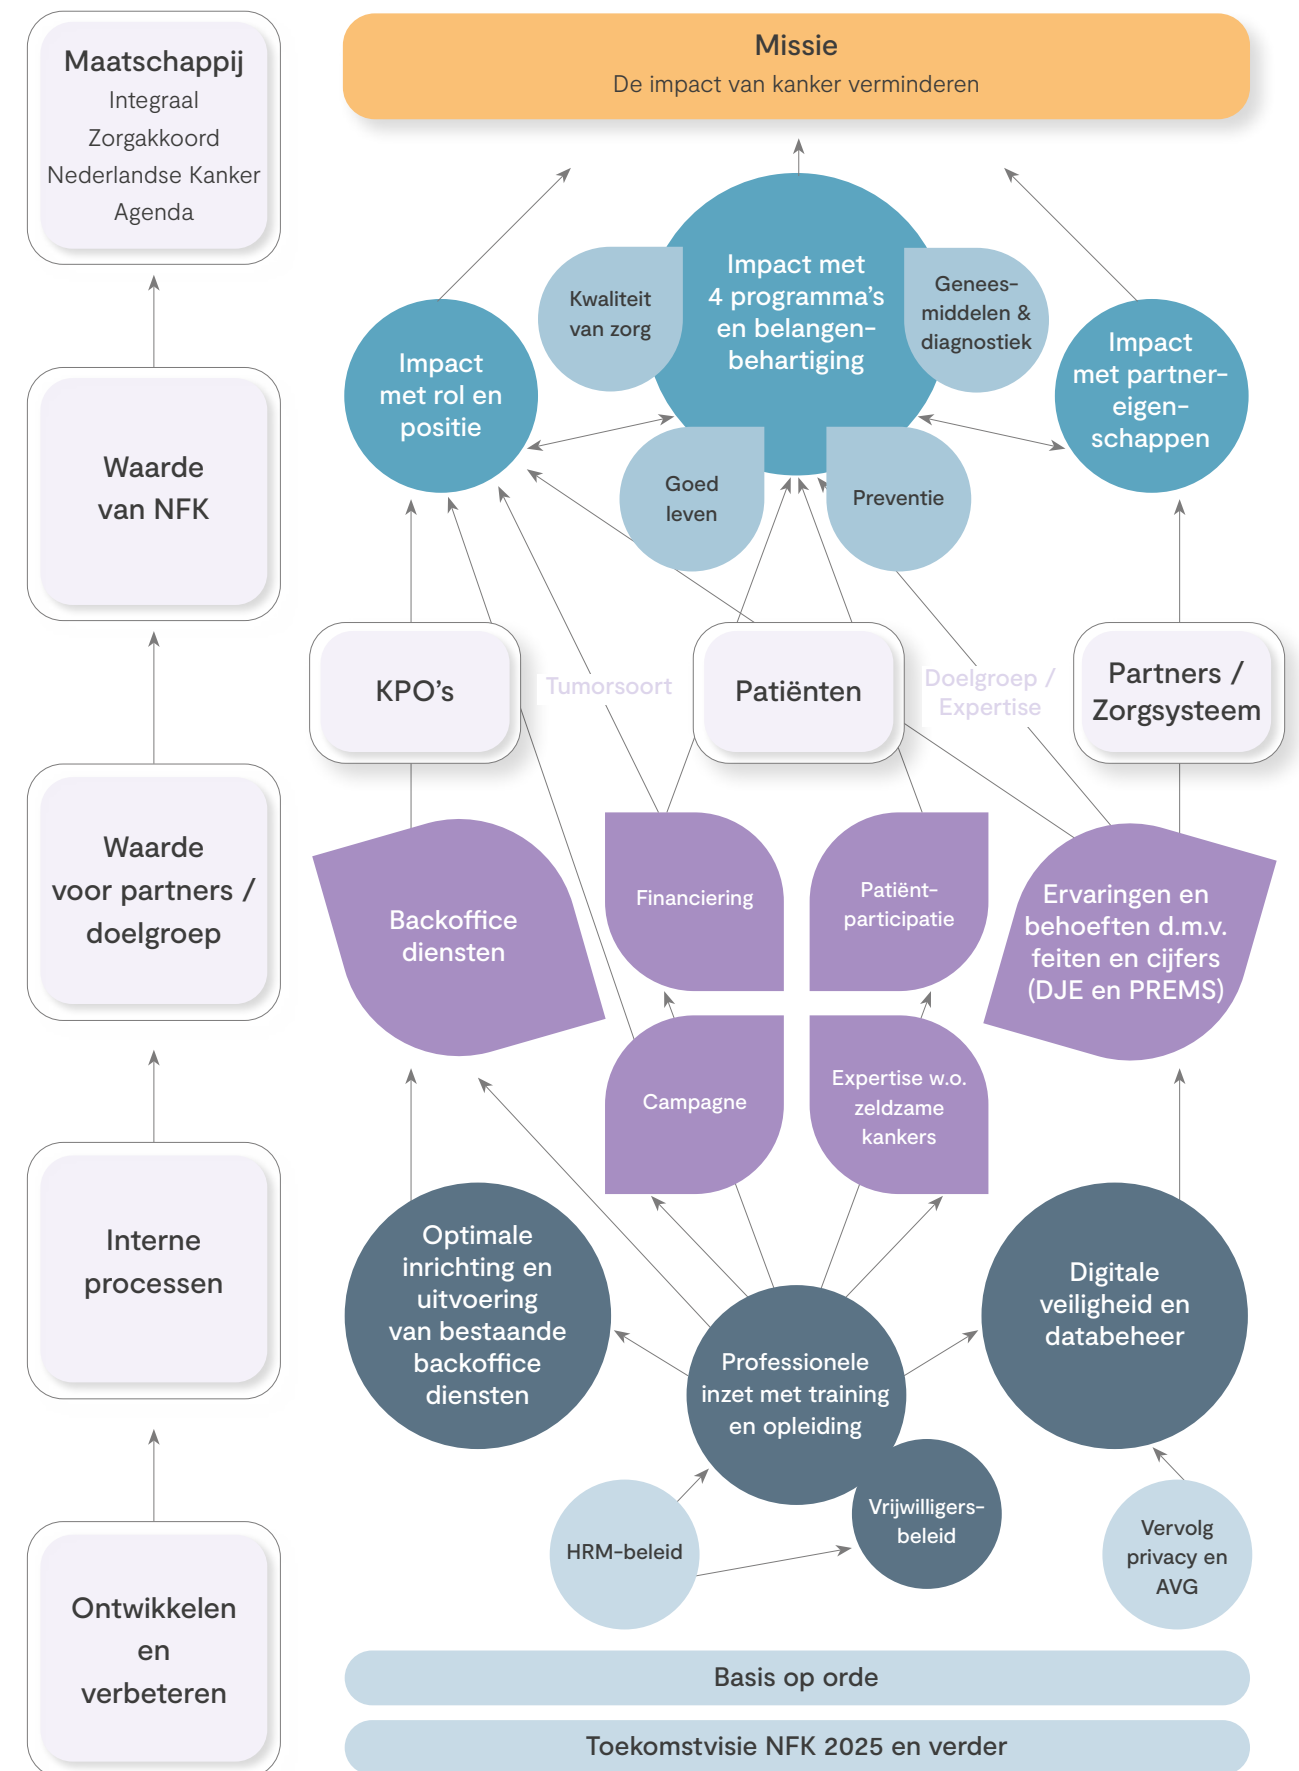 Maatschappij
Integraal
Zorgakkoord
Nederlandse Kanker
Agenda
Waarde
van NFK
Waarde
voor partners /
doelgroep
Interne
processen
Ontwikkelen
en
verbeteren
Missie
De impact van kanker verminderen
Impact met
4 programma's
en belangen-
behartiging
Kwaliteit
van zorg
Genees-
middelen &
diagnostiek
Impact
met rol en
positie
Impact
met partner-
eigen-
schappen
Goed
leven
Preventie
KPO's
Tumorsoort
Patiënten
Doelgroep /
Expertise
Partners /
Zorgsysteem
Backoffice
diensten
Financiering
Patiënt-
participatie
Ervaringen en
behoeften d.m.v.
feiten en cijfers
(DJE en PREMS)
Campagne
Expertise w.o.
zeldzame
kankers
Optimale
inrichting en
uitvoering
van bestaande
backoffice
diensten
Professionele
inzet met training
en opleiding
Digitale
veiligheid en
databeheer
HRM-beleid
Vrijwilligers-
beleid
Vervolg
privacy en
AVG
Basis op orde
Toekomstvisie NFK 2025 en verder